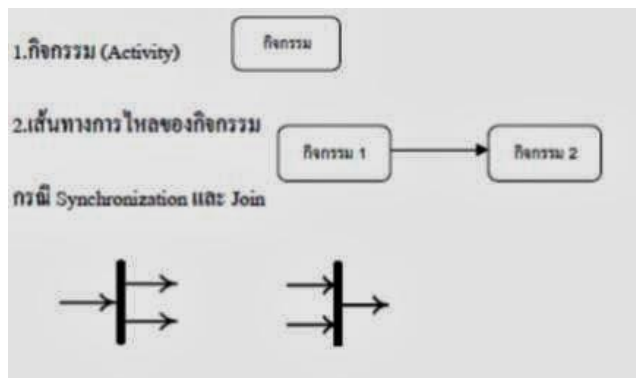 1.กิจกรรม (Activity)
กิจกรรม
2.เส้นทางการไหลของกิจกรรม
กิจกรรม 1
กิจกรรม 2
กรณี Synchronization และ Join